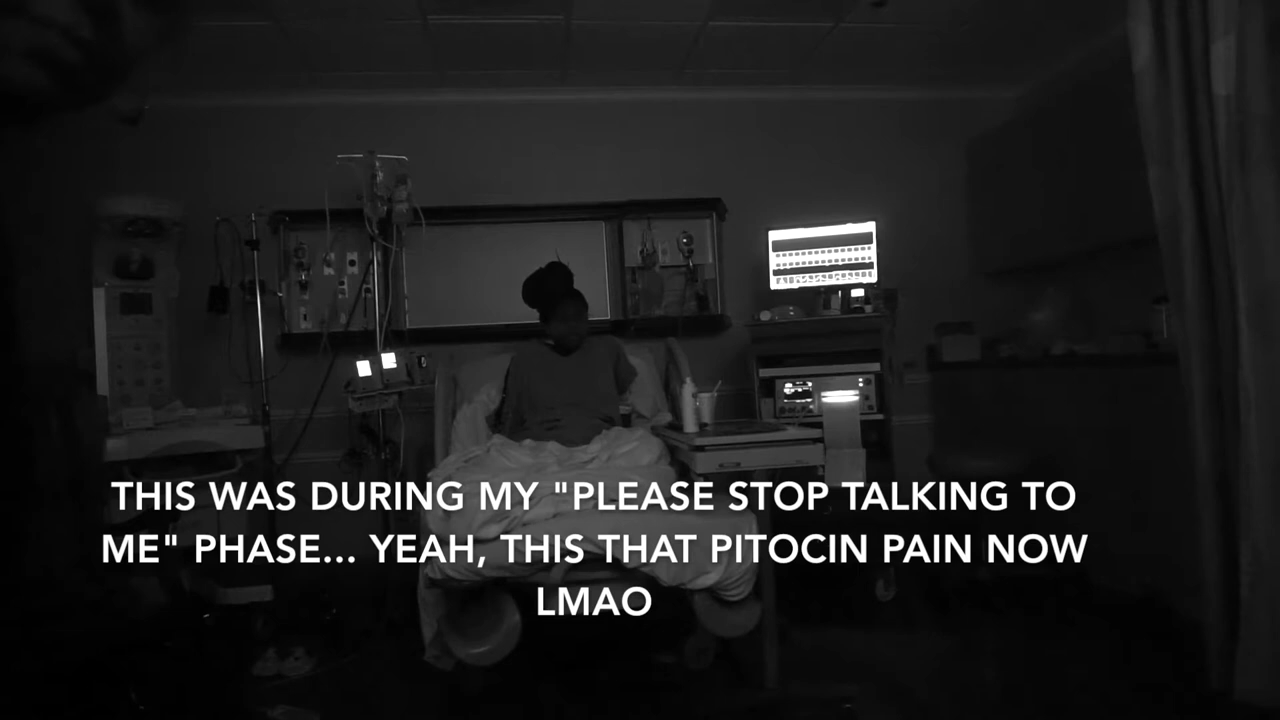 THIS WAS DURING MY "PLEASE STOP TALKING TO
ME" PHASE... YEAH, THIS THAT PITOCIN PAIN NOW
LMAO